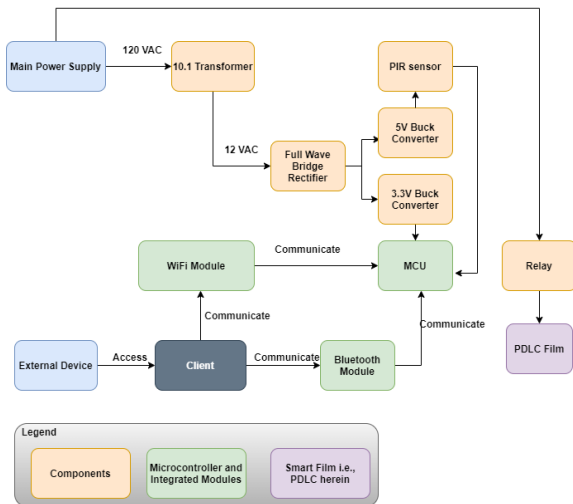 120 VAC
Main Power Supply
10.1 Transformer
PIR sensor
12 VAC
Full Wave
Bridge
Rectifier
5V Buck
Converter
3.3V Buck
Converter
Communicate
WiFi Module
MCU
Relay
Communicate
Communicate
External Device
Access
Client
Communicate
Bluetooth
Module
PDLC Film
Legend
Components
Microcontroller and
Integrated Modules
Smart Film i.e.,
PDLC herein